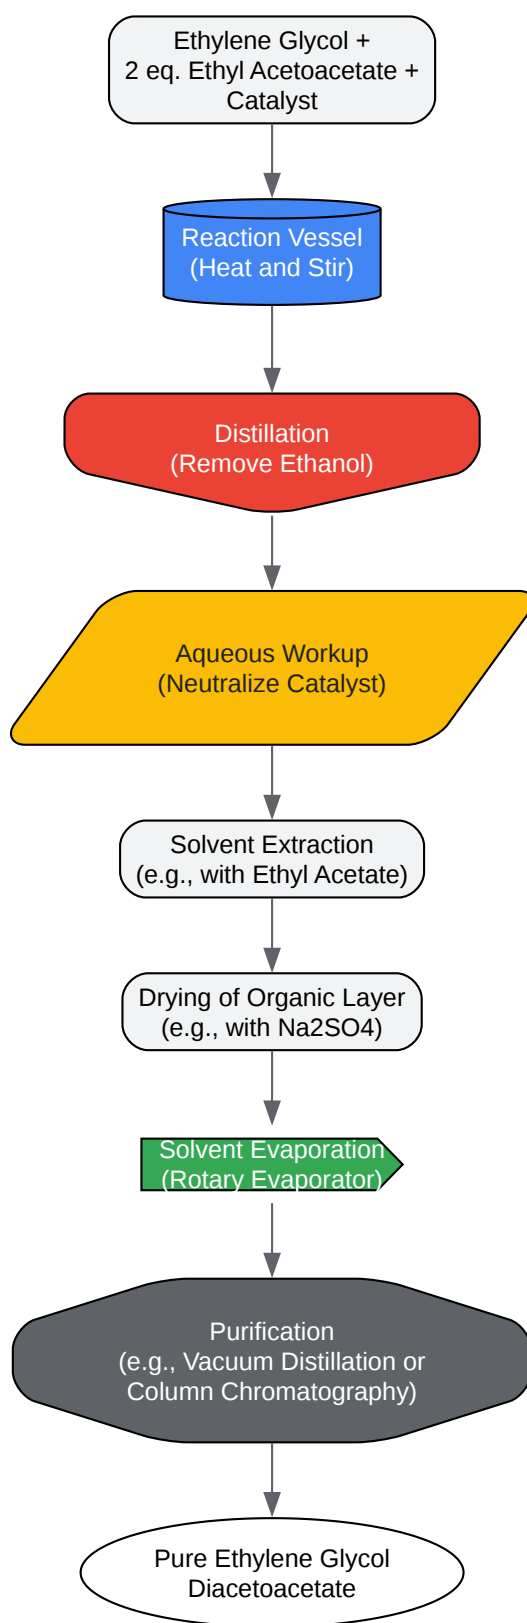 Ethylene Glycol +
2 eq. Ethyl Acetoacetate +
Catalyst
Reaction Vessel
(Heat and Stir)
Distillation
(Remove Ethanol)
Aqueous Workup
(Neutralize Catalyst)
Solvent Extraction
(e.g., with Ethyl Acetate)
Drying of Organic Layer
(e.g., with Na2SO4)
Solvent Evaporation
(Rotary Evaporator)
Purification
(e.g., Vacuum Distillation or
Column Chromatography)
Pure Ethylene Glycol
Diacetoacetate